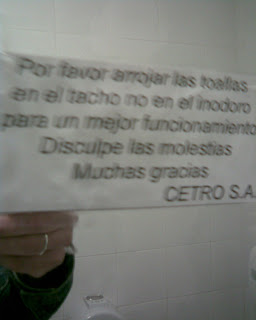 Por favor arrojar las toallas
en el tacho no en el inodoro
para un mejor funcionamiento
Disculpe las molestias
Muchas gracias
CETRO S.A.